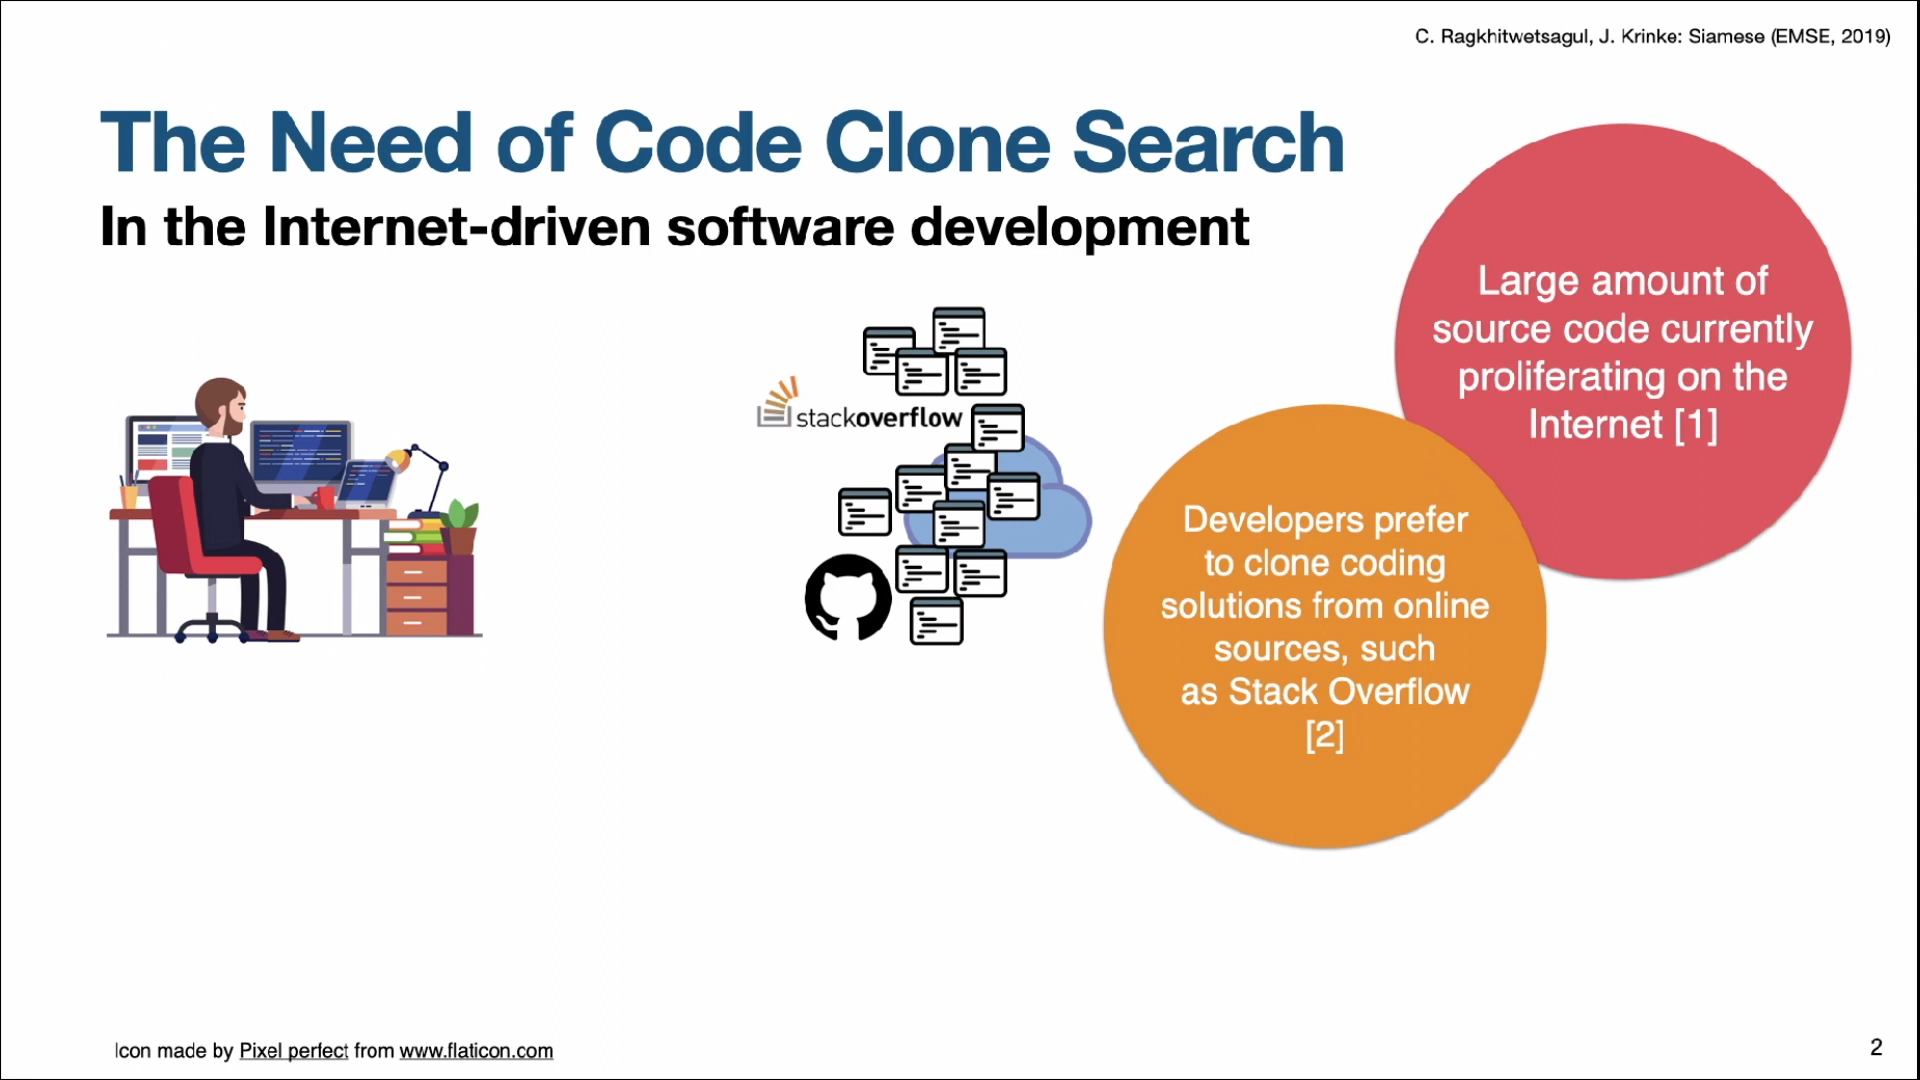 C. Ragkhitwetsagul, J. Krinke: Siamese (EMSE, 2019)
The Need of Code Clone Search
In the Internet-driven software development
Large amount of
source code currently
proliferating on the
Internet [1]
stackoverflow
Developers prefer
to clone coding
solutions from online
sources, such
as Stack Overflow
[2]
Icon made by Pixel perfect from www.flaticon.com
2